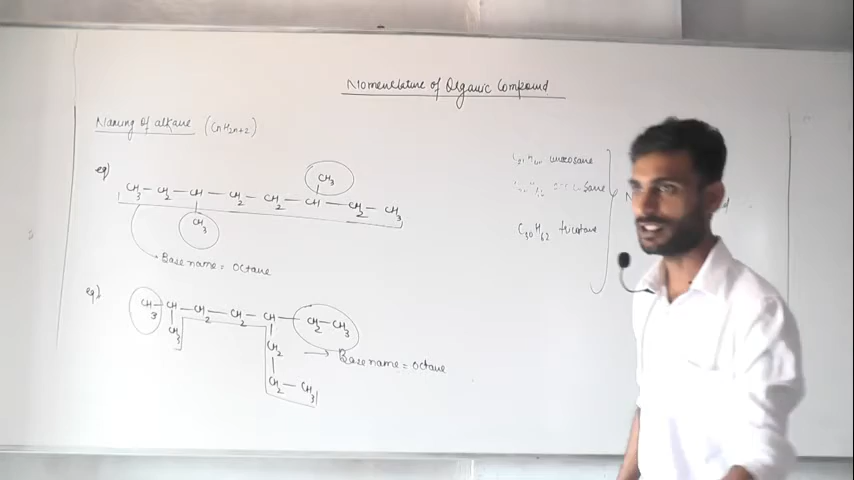 Nomenclature of Organic Compound
Naming of alkane (CnH2n+2)
eg)
CH3
CH3 - CH2 - CH - CH2 - CH2 - CH - CH2 - CH3
CH3
Base name = Octane
eg)
CH3 - CH - CH2 - CH2 - CH - CH2 - CH3
CH3
CH2
CH2 - CH3
Base name = Octane
unacosane
C30H62 tricotane